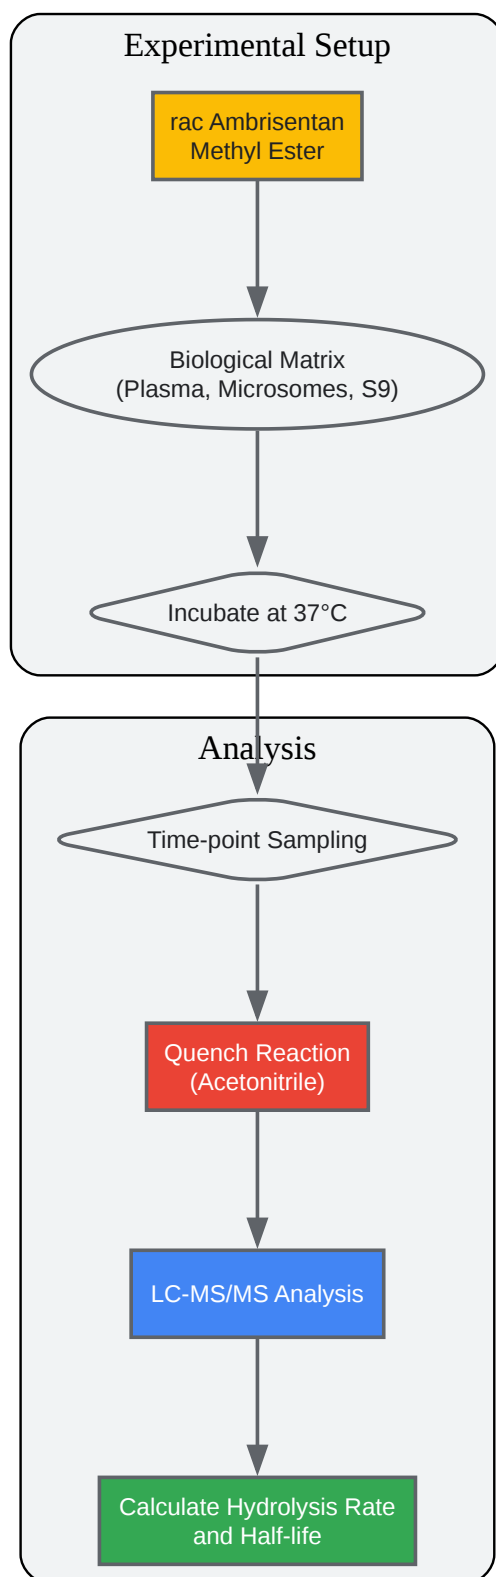 Experimental Setup
rac Ambrisentan
Methyl Ester
Biological Matrix
(Plasma, Microsomes, S9)
Incubate at 37°C
Analysis
Time-point Sampling
Quench Reaction
(Acetonitrile)
LC-MS/MS Analysis
Calculate Hydrolysis Rate
and Half-life